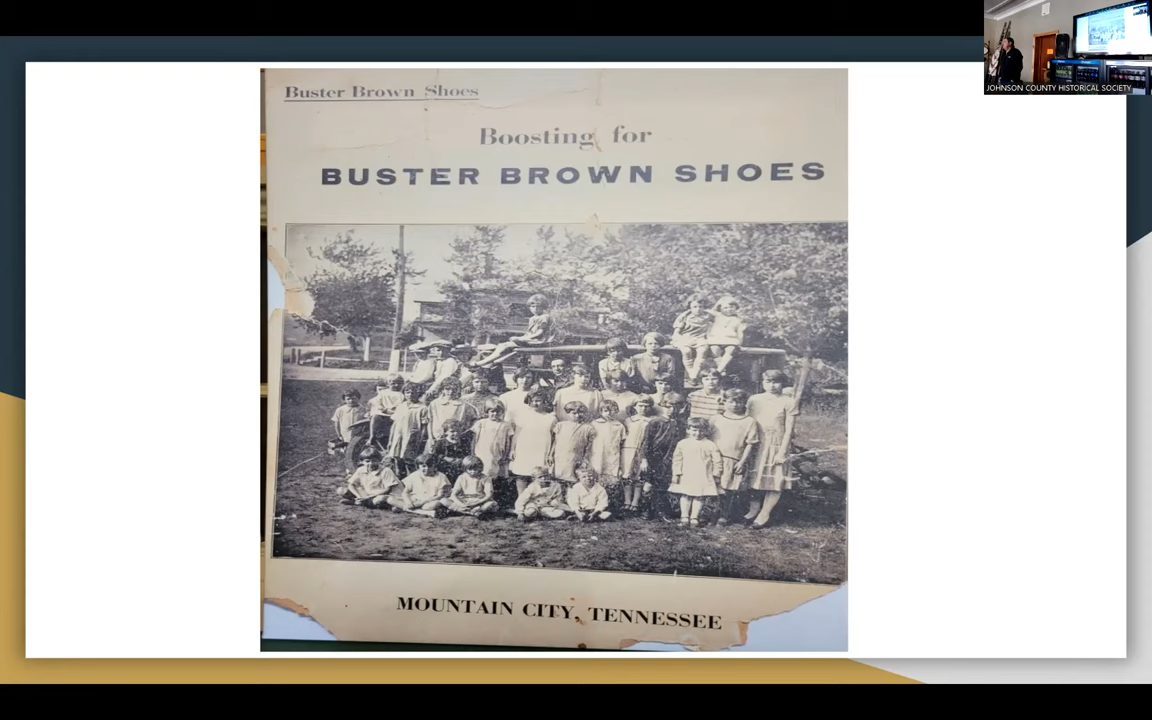 Buster Brown Shoes
Boosting for
BUSTER BROWN SHOES
MOUNTAIN CITY, TENNESSEE
JOHNSON COUNTY HISTORICAL SOCIETY